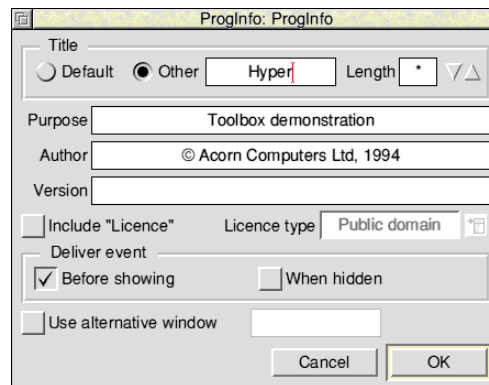 ProgInfo: ProgInfo
Title
Default Other Hyper Length *
Purpose Toolbox demonstration
Author © Acorn Computers Ltd, 1994
Version
Include "Licence" Licence type Public domain
Deliver event
Before showing When hidden
Use alternative window
Cancel OK